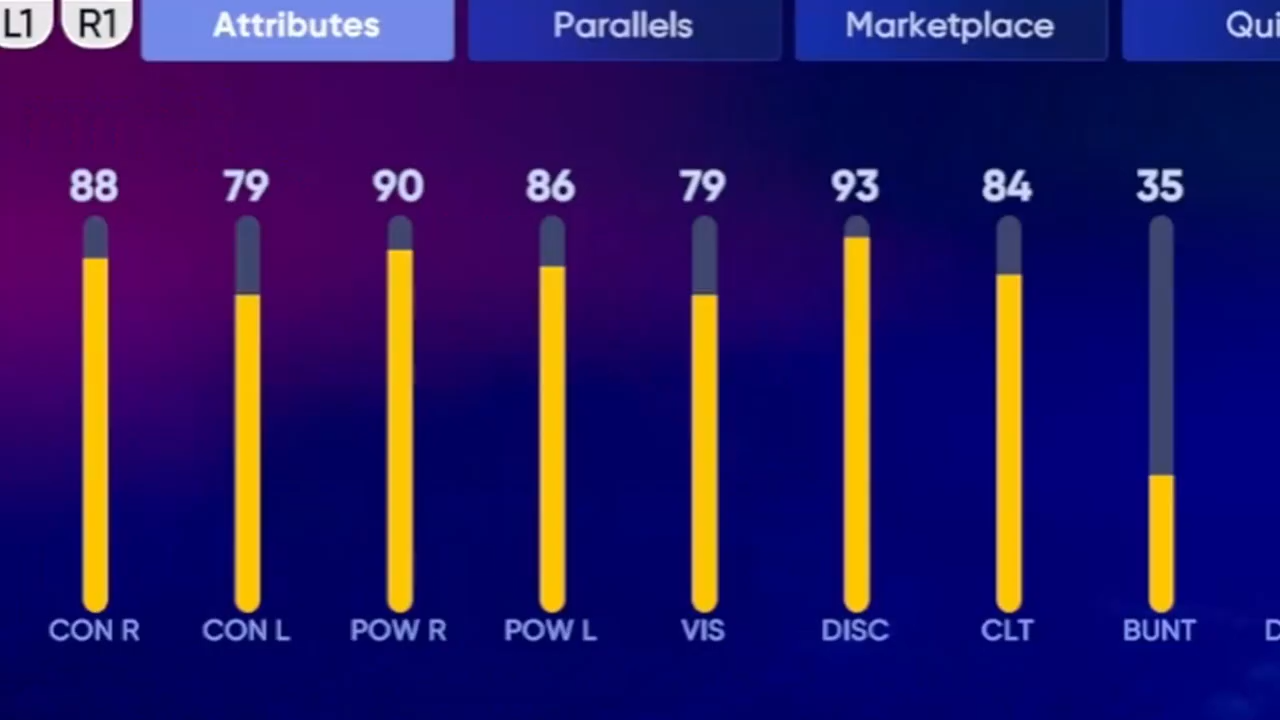 L1 R1 Attributes Parallels Marketplace
88 79 90 86 79 93 84 35
CON R CON L POW R POW L VIS DISC CLT BUNT